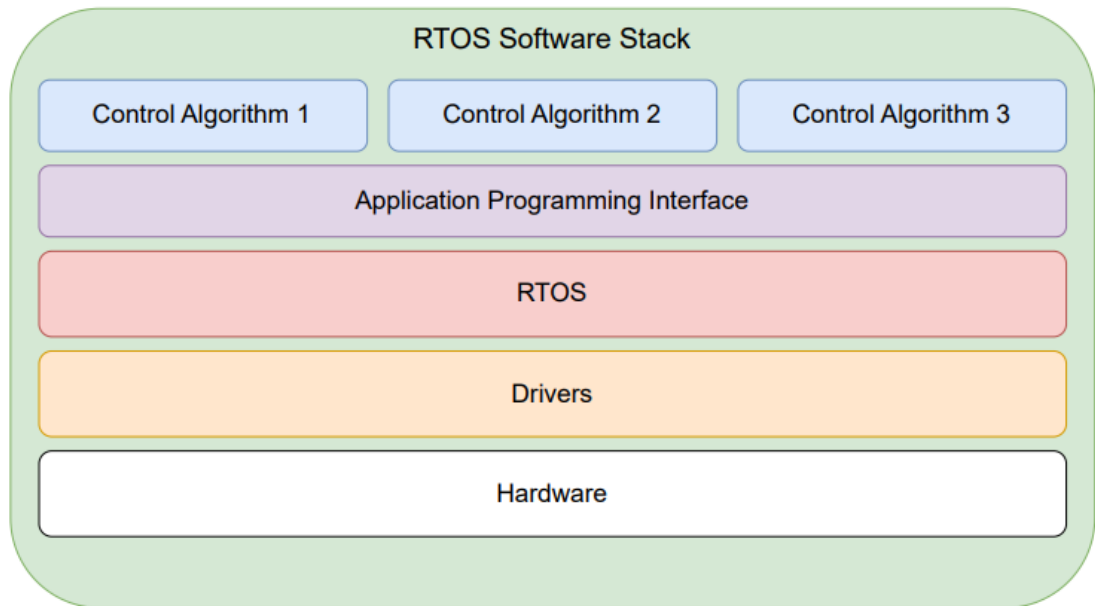 RTOS Software Stack
Control Algorithm 1
Control Algorithm 2
Control Algorithm 3
Application Programming Interface
RTOS
Drivers
Hardware